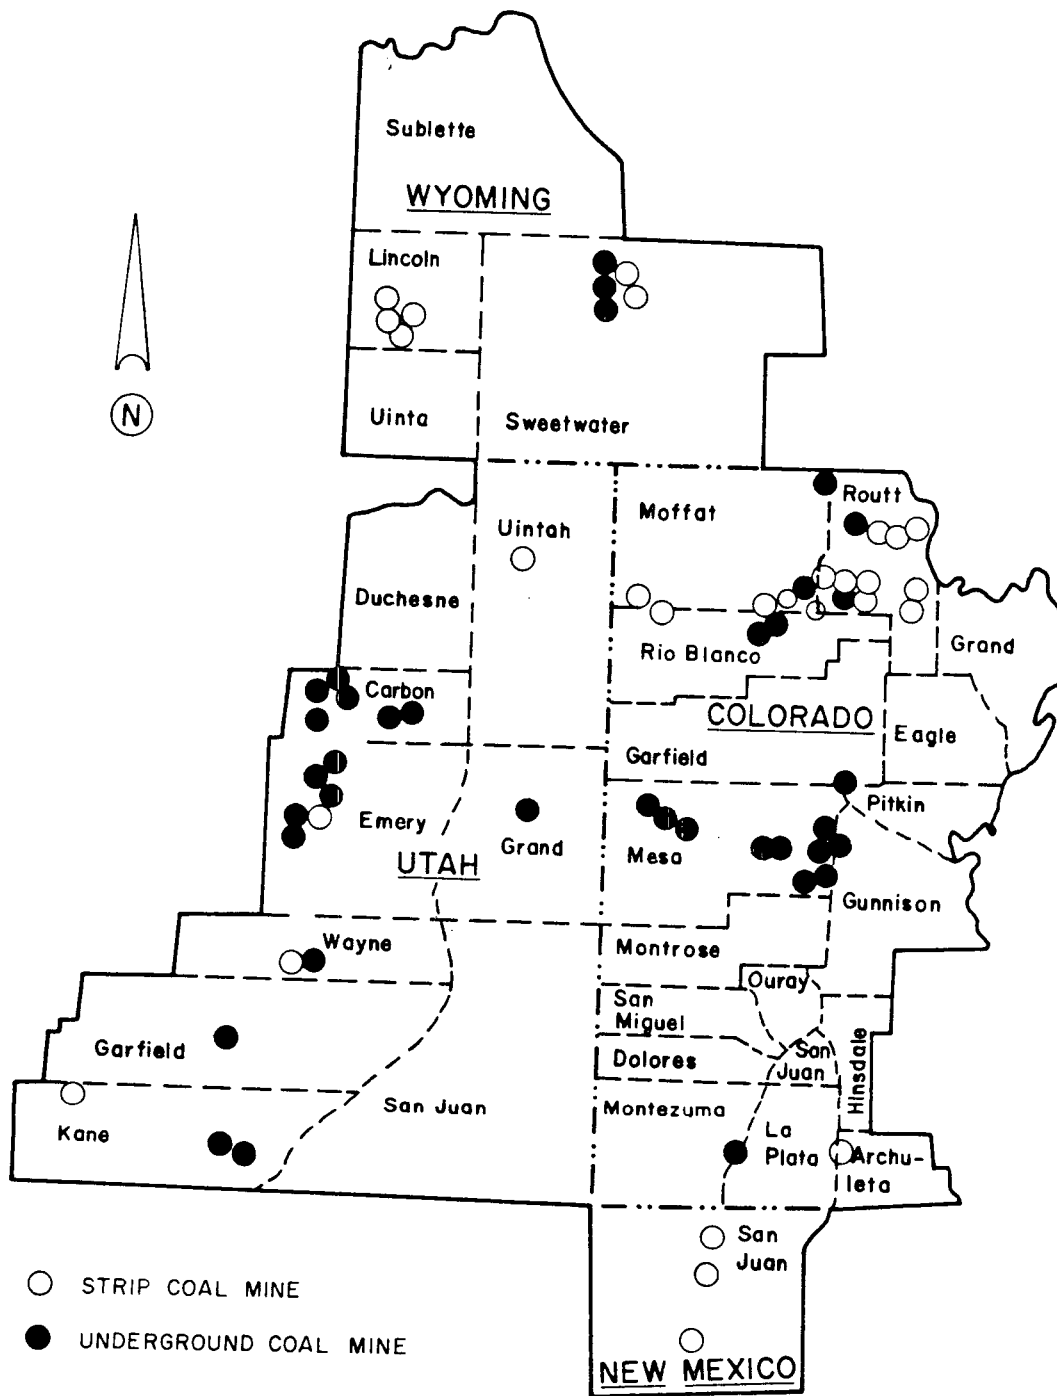 Sublette
WYOMING
Lincoln
Uinta
Sweetwater
N
Moffat
Routt
Uintah
Duchesne
Rio Blanco
Grand
Carbon
COLORADO
Eagle
Garfield
Pitkin
Emery
Grand
Mesa
UTAH
Gunnison
Wayne
Montrose
Ouray
San
Miguel
Garfield
Dolores
San
Juan
Hinsdale
Kane
San Juan
Montezuma
La
Plata
Archu-
leta
San
Juan
STRIP COAL MINE
UNDERGROUND COAL MINE
NEW MEXICO